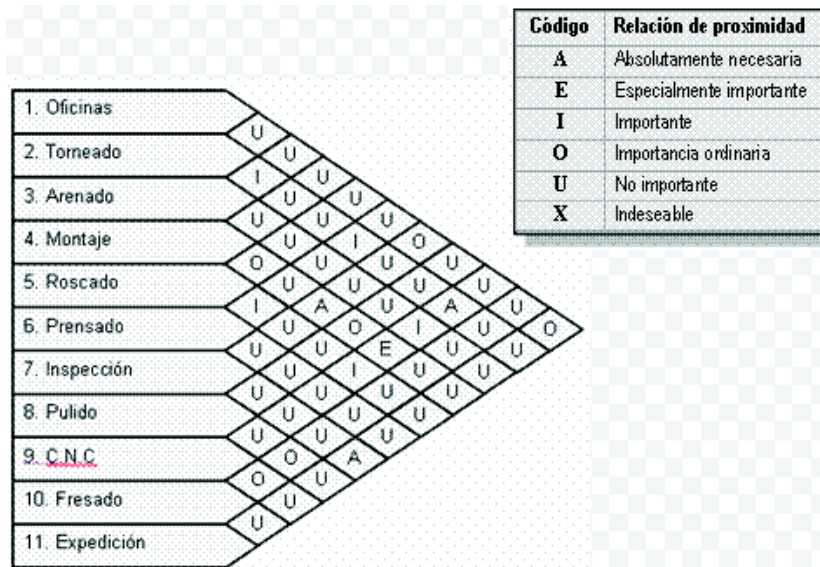 Código Relación de proximidad
A Absolutamente necesaria
E Especialmente importante
I Importante
O Importancia ordinaria
U No importante
X Indeseable
1. Oficinas
U
2. Torneado U
I U
3. Arenado U U
U U U
4. Montaje U I O
O U U U
5. Roscado U U U U
I A U A U
6. Prensado U O I U O
U U E U U
7. Inspección U I U U
U U U U
8. Pulido U U U
U U U
9. C.N.C O A
O U
10. Fresado U
U
11. Expedición